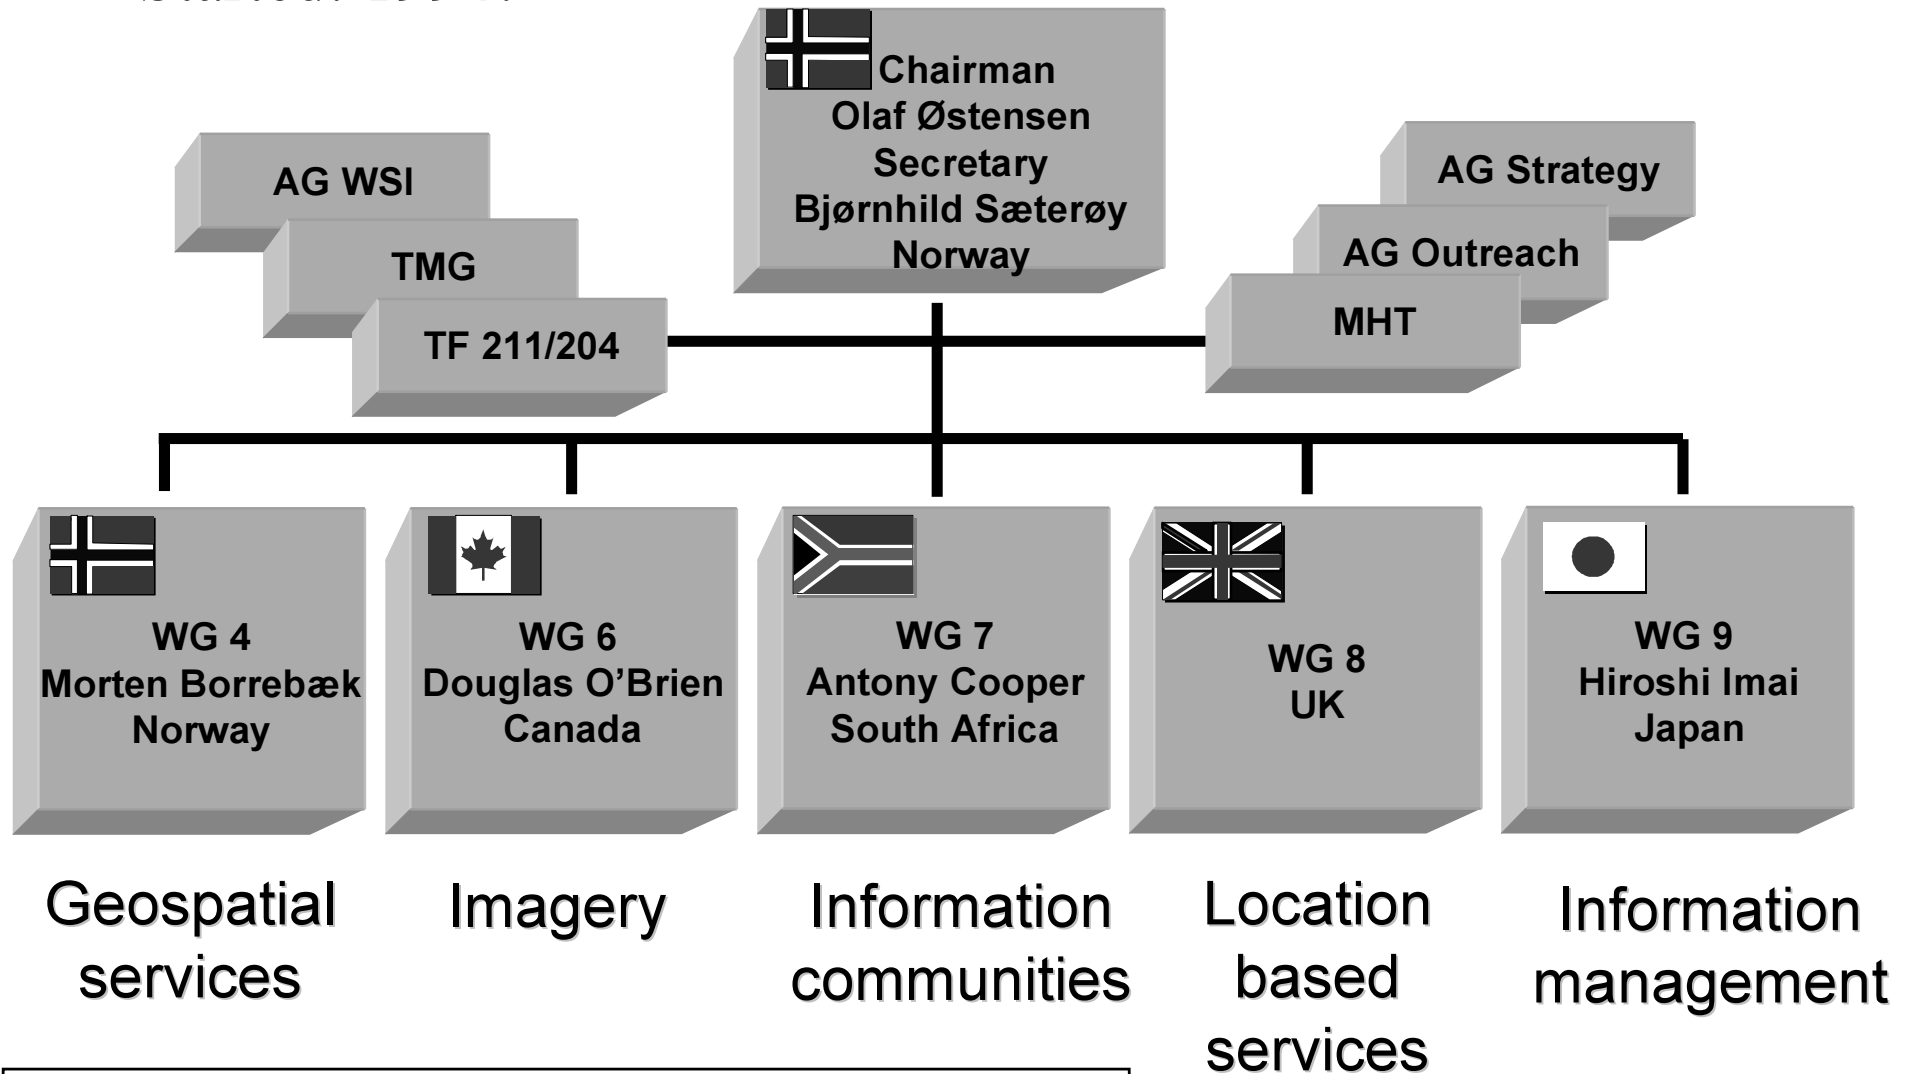 Chairman
Olaf Østensen
Secretary
Bjørnhild Sæterøy
Norway
AG WSI
TMG
TF 211/204
AG Strategy
AG Outreach
MHT
WG 4
Morten Borrebæk
Norway
WG 6
Douglas O’Brien
Canada
WG 7
Antony Cooper
South Africa
WG 8
UK
WG 9
Hiroshi Imai
Japan
Geospatial
services
Imagery
Information
communities
Location
based
services
Information
management